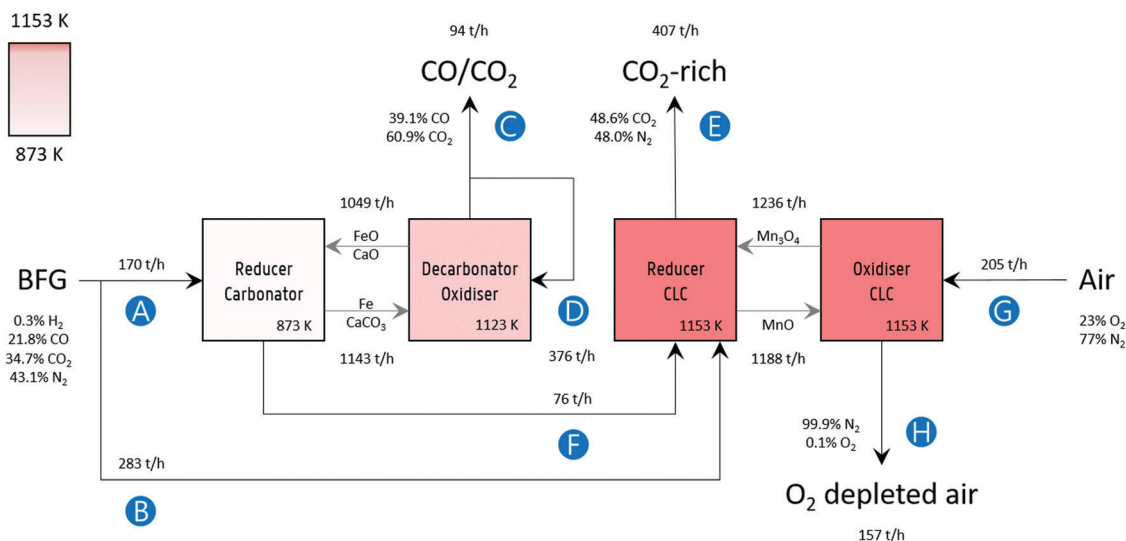 1153 K
873 K
94 t/h
CO/CO₂
39.1% CO
60.9% CO₂
C
407 t/h
CO₂-rich
48.6% CO₂
48.0% N₂
E
BFG
0.3% H₂
21.8% CO
34.7% CO₂
43.1% N₂
170 t/h
A
Reducer
Carbonator
873 K
1049 t/h
FeO
CaO
Fe
CaCO₃
1143 t/h
Decarbonator
Oxidiser
1123 K
D
376 t/h
Reducer
CLC
1153 K
1236 t/h
Mn₃O₄
MnO
1188 t/h
Oxidiser
CLC
1153 K
205 t/h
G
Air
23% O₂
77% N₂
76 t/h
F
283 t/h
B
99.9% N₂
0.1% O₂
H
O₂ depleted air
157 t/h